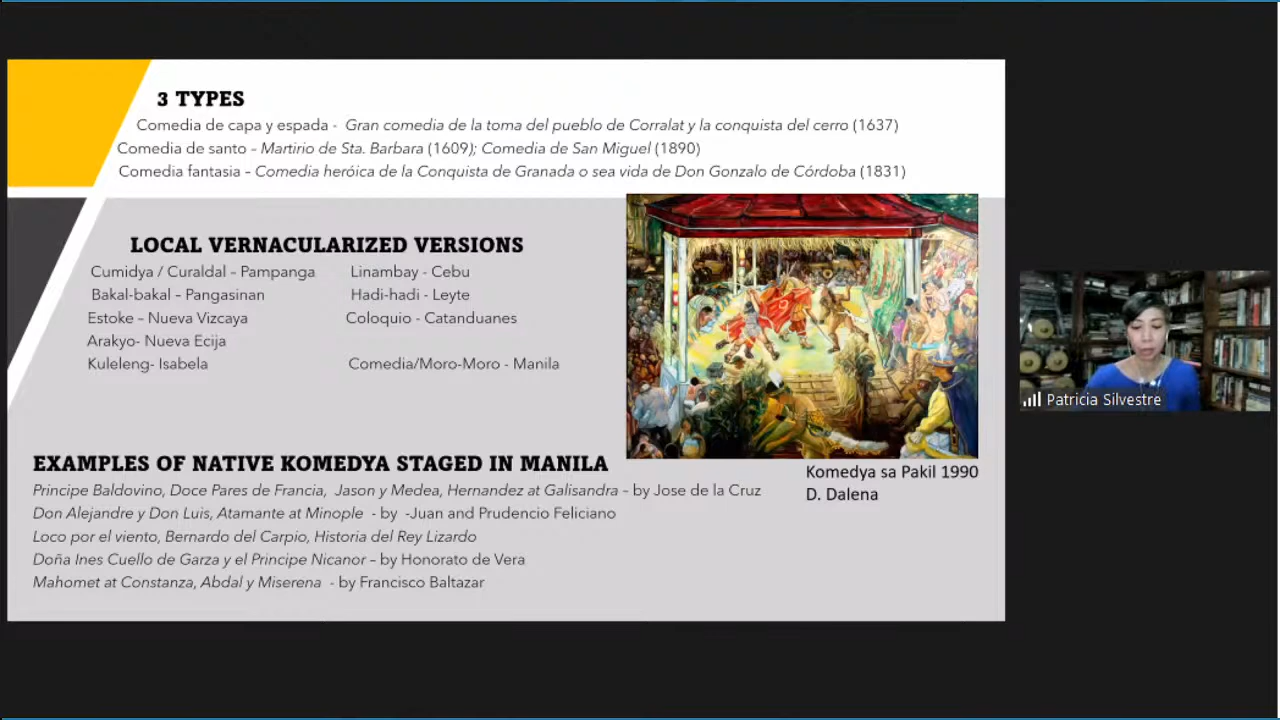 3 TYPES
Comedia de capa y espada - Gran comedia de la toma del pueblo de Corralat y la conquista del cerro (1637)
Comedia de santo – Martirio de Sta. Barbara (1609); Comedia de San Miguel (1890)
Comedia fantasia – Comedia heróica de la Conquista de Granada o sea vida de Don Gonzalo de Córdoba (1831)
LOCAL VERNACULARIZED VERSIONS
Cumidya / Curaldal – Pampanga
Bakal-bakal – Pangasinan
Estoke – Nueva Vizcaya
Arakyo- Nueva Ecija
Kuleleng- Isabela
Linambay - Cebu
Hadi-hadi - Leyte
Coloquio - Catanduanes
Comedia/Moro-Moro - Manila
EXAMPLES OF NATIVE KOMEDYA STAGED IN MANILA
Principe Baldovino, Doce Pares de Francia, Jason y Medea, Hernandez at Galisandra – by Jose de la Cruz
Don Alejandre y Don Luis, Atamante at Minople - by -Juan and Prudencio Feliciano
Loco por el viento, Bernardo del Carpio, Historia del Rey Lizardo
Doña Ines Cuello de Garza y el Principe Nicanor – by Honorato de Vera
Mahomet at Constanza, Abdal y Miserena - by Francisco Baltazar
Komedya sa Pakil 1990
D. Dalena
Patricia Silvestre